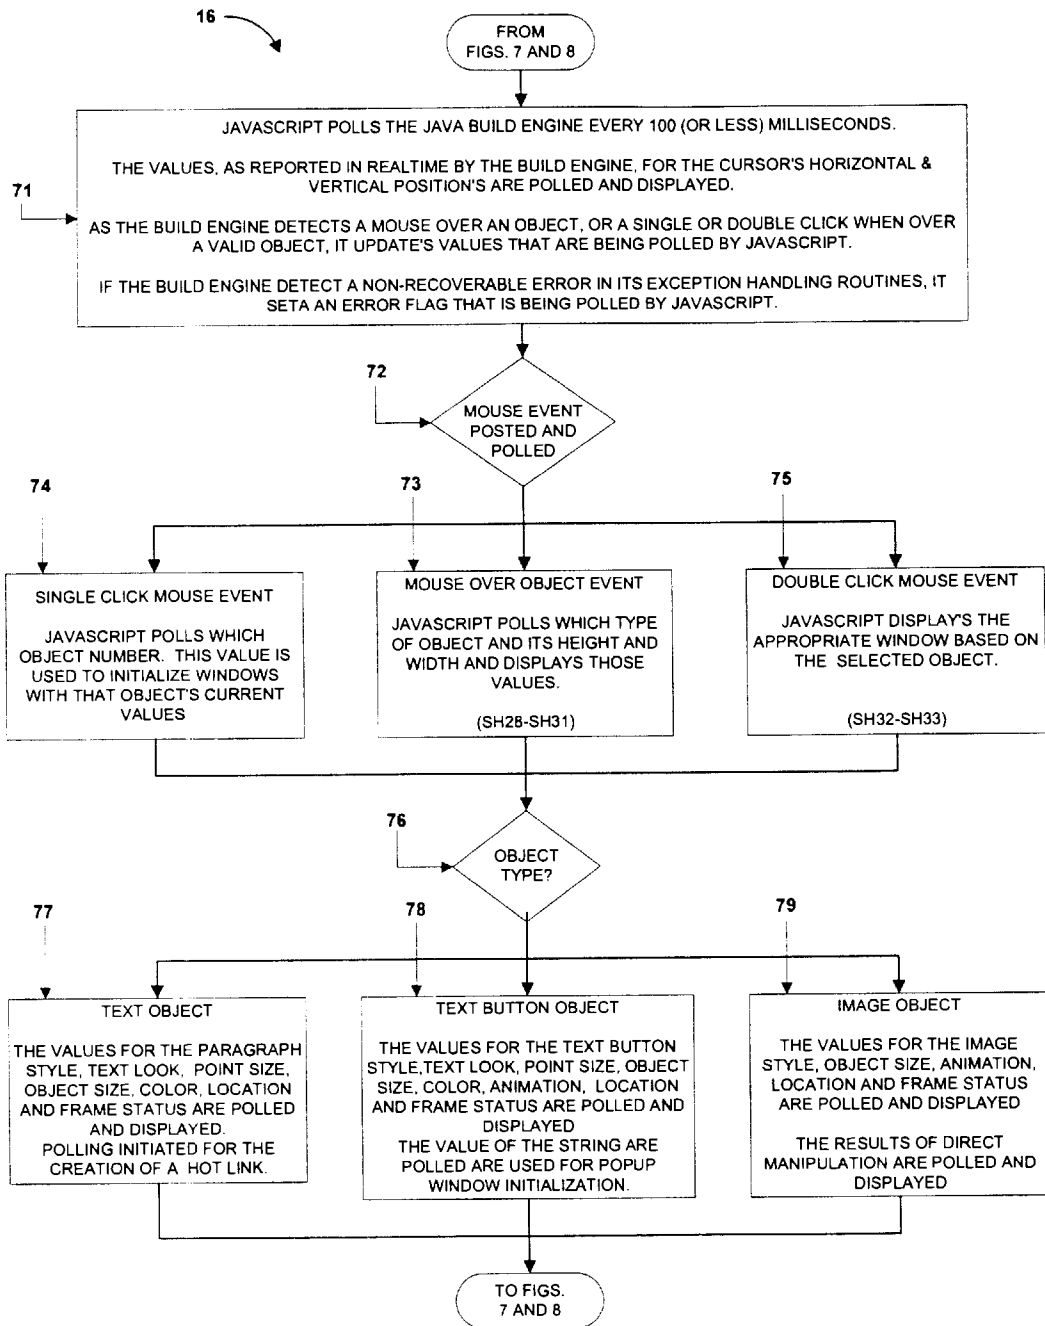 16
FROM
FIGS. 7 AND 8
71
JAVASCRIPT POLLS THE JAVA BUILD ENGINE EVERY 100 (OR LESS) MILLISECONDS.
THE VALUES, AS REPORTED IN REALTIME BY THE BUILD ENGINE, FOR THE CURSOR'S HORIZONTAL &
VERTICAL POSITION'S ARE POLLED AND DISPLAYED.
AS THE BUILD ENGINE DETECTS A MOUSE OVER AN OBJECT, OR A SINGLE OR DOUBLE CLICK WHEN OVER
A VALID OBJECT, IT UPDATE'S VALUES THAT ARE BEING POLLED BY JAVASCRIPT.
IF THE BUILD ENGINE DETECT A NON-RECOVERABLE ERROR IN ITS EXCEPTION HANDLING ROUTINES, IT
SETA AN ERROR FLAG THAT IS BEING POLLED BY JAVASCRIPT.
72
MOUSE EVENT
POSTED AND
POLLED
74
SINGLE CLICK MOUSE EVENT
JAVASCRIPT POLLS WHICH
OBJECT NUMBER. THIS VALUE IS
USED TO INITIALIZE WINDOWS
WITH THAT OBJECT'S CURRENT
VALUES
73
MOUSE OVER OBJECT EVENT
JAVASCRIPT POLLS WHICH TYPE
OF OBJECT AND ITS HEIGHT AND
WIDTH AND DISPLAYS THOSE
VALUES.
(SH28-SH31)
75
DOUBLE CLICK MOUSE EVENT
JAVASCRIPT DISPLAY'S THE
APPROPRIATE WINDOW BASED ON
THE SELECTED OBJECT.
(SH32-SH33)
76
OBJECT
TYPE?
77
TEXT OBJECT
THE VALUES FOR THE PARAGRAPH
STYLE, TEXT LOOK, POINT SIZE,
OBJECT SIZE, COLOR, LOCATION
AND FRAME STATUS ARE POLLED
AND DISPLAYED.
POLLING INITIATED FOR THE
CREATION OF A HOT LINK.
78
TEXT BUTTON OBJECT
THE VALUES FOR THE TEXT BUTTON
STYLE,TEXT LOOK, POINT SIZE, OBJECT
SIZE, COLOR, ANIMATION, LOCATION
AND FRAME STATUS ARE POLLED AND
DISPLAYED
THE VALUE OF THE STRING ARE
POLLED ARE USED FOR POPUP
WINDOW INITIALIZATION.
79
IMAGE OBJECT
THE VALUES FOR THE IMAGE
STYLE, OBJECT SIZE, ANIMATION,
LOCATION AND FRAME STATUS
ARE POLLED AND DISPLAYED
THE RESULTS OF DIRECT
MANIPULATION ARE POLLED AND
DISPLAYED
TO FIGS.
7 AND 8